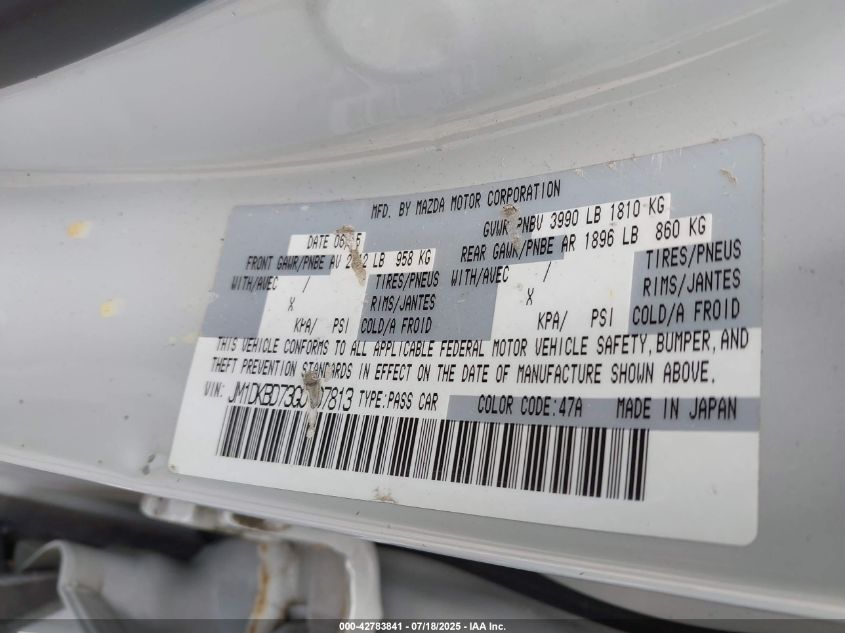 MFD. BY MAZDA MOTOR CORPORATION
DATE GVWR/PNBV 3990 LB 1810 KG
FRONT GAWR/PNBE AV LB 958 KG REAR GAWR/PNBE AR 1896 LB 860 KG
WITH/AVEC / TIRES/PNEUS WITH/AVEC / TIRES/PNEUS
X RIMS/JANTES X RIMS/JANTES
KPA/ PSI COLD/A FROID KPA/ PSI COLD/A FROID
THIS VEHICLE CONFORMS TO ALL APPLICABLE FEDERAL MOTOR VEHICLE SAFETY, BUMPER, AND
THEFT PREVENTION STANDARDS IN EFFECT ON THE DATE OF MANUFACTURE SHOWN ABOVE.
VIN: TYPE:PASS CAR COLOR CODE:47A MADE IN JAPAN
000-42783841 - 07/18/2025 - IAA Inc.